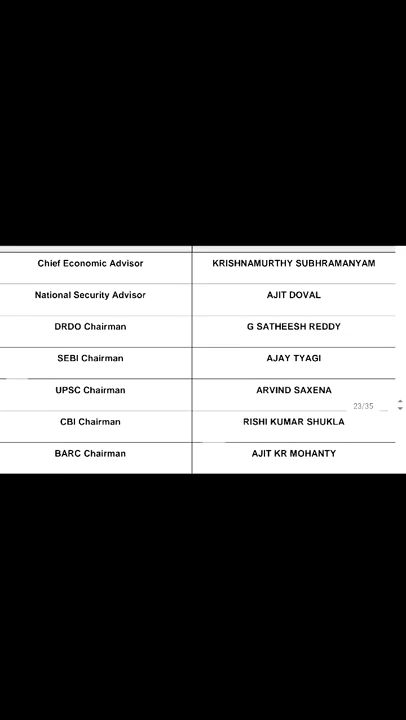 Chief Economic Advisor KRISHNAMURTHY SUBHRAMANYAM
National Security Advisor AJIT DOVAL
DRDO Chairman G SATHEESH REDDY
SEBI Chairman AJAY TYAGI
UPSC Chairman ARVIND SAXENA
23/35
CBI Chairman RISHI KUMAR SHUKLA
BARC Chairman AJIT KR MOHANTY